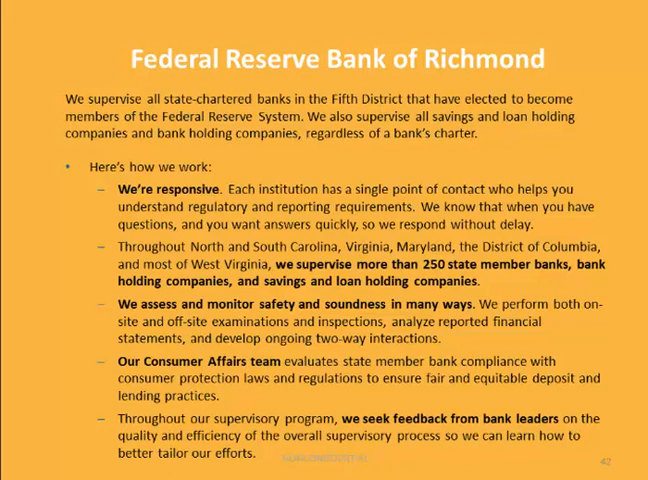 Federal Reserve Bank of Richmond
We supervise all state-chartered banks in the Fifth District that have elected to become
members of the Federal Reserve System. We also supervise all savings and loan holding
companies and bank holding companies, regardless of a bank's charter.
• Here's how we work:
– We're responsive. Each institution has a single point of contact who helps you
understand regulatory and reporting requirements. We know that when you have
questions, and you want answers quickly, so we respond without delay.
– Throughout North and South Carolina, Virginia, Maryland, the District of Columbia,
and most of West Virginia, we supervise more than 250 state member banks, bank
holding companies, and savings and loan holding companies.
– We assess and monitor safety and soundness in many ways. We perform both on-
site and off-site examinations and inspections, analyze reported financial
statements, and develop ongoing two-way interactions.
– Our Consumer Affairs team evaluates state member bank compliance with
consumer protection laws and regulations to ensure fair and equitable deposit and
lending practices.
– Throughout our supervisory program, we seek feedback from bank leaders on the
quality and efficiency of the overall supervisory process so we can learn how to
better tailor our efforts.
42